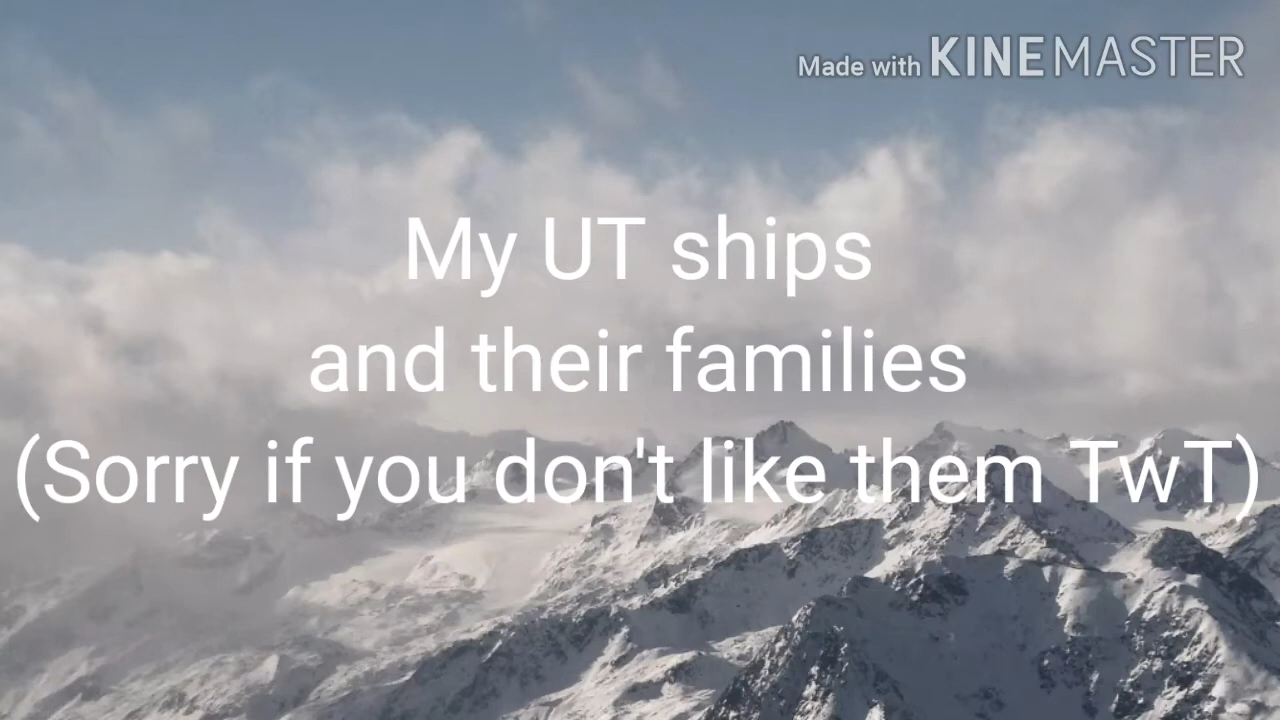 Made with KINEMASTER
My UT ships
and their families
(Sorry if you don't like them TwT)